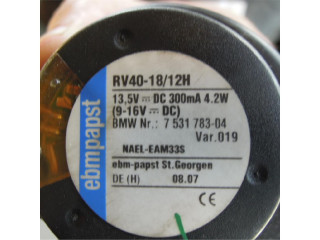 ebmpapst
RV40-18/12H
13,5V⎓ DC 300mA 4.2W
(9-16V ⎓ DC)
BMW Nr.: 7 531 783-04
Var.019
NAEL-EAM33S
ebm-papst St.Georgen
DE (H) 08.07
CE